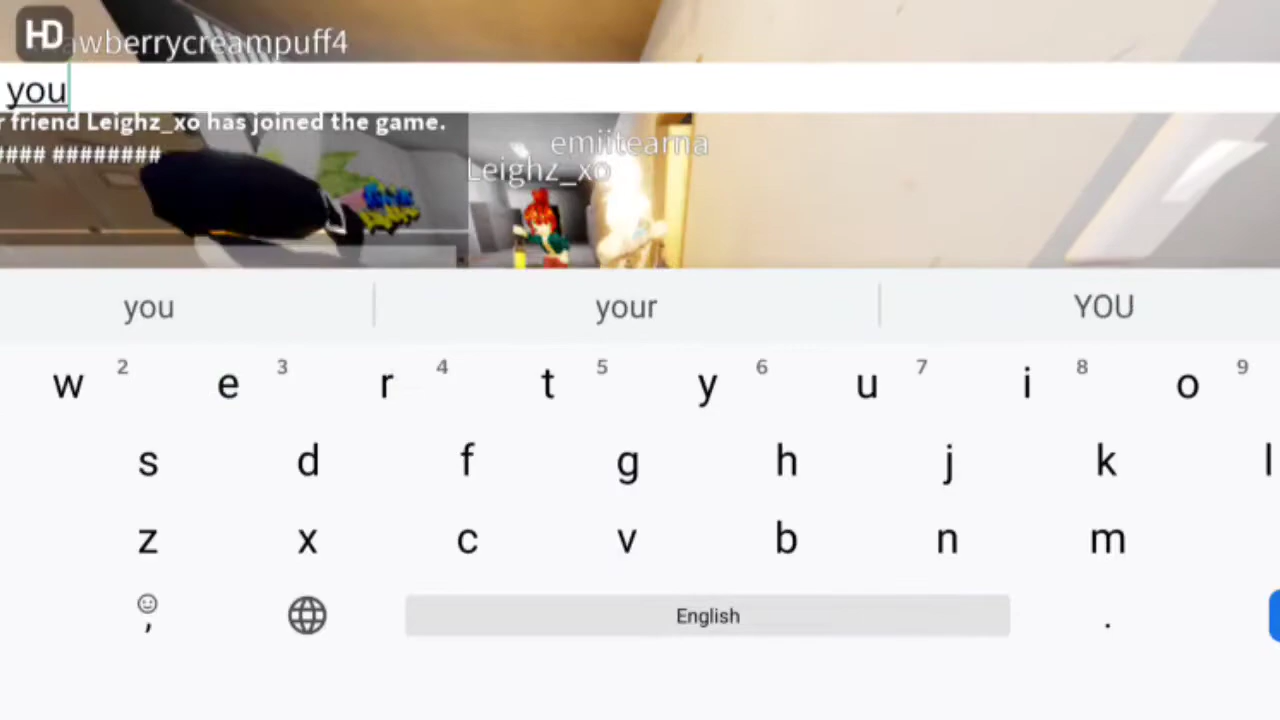 HD
awberrycreampuff4
you
r friend Leighz_xo has joined the game.
#### ########
emiitearna
Leighz_xo
you your YOU
w 2 e 3 r 4 t 5 y 6 u 7 i 8 o 9
s d f g h j k l
z x c v b n m
, English .